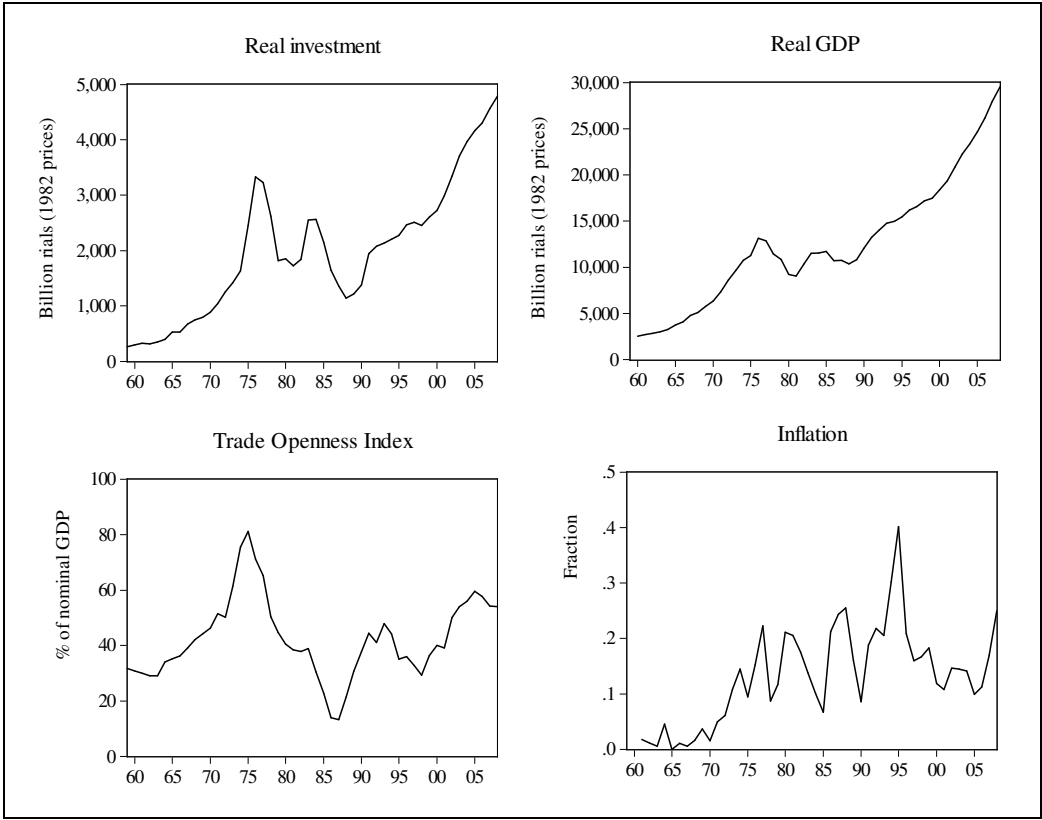 Real investment
Billion rials (1982 prices)
5,000
4,000
3,000
2,000
1,000
0
60 65 70 75 80 85 90 95 00 05
Real GDP
Billion rials (1982 prices)
30,000
25,000
20,000
15,000
10,000
5,000
0
60 65 70 75 80 85 90 95 00 05
Trade Openness Index
% of nominal GDP
100
80
60
40
20
0
60 65 70 75 80 85 90 95 00 05
Inflation
Fraction
.5
.4
.3
.2
.1
.0
60 65 70 75 80 85 90 95 00 05